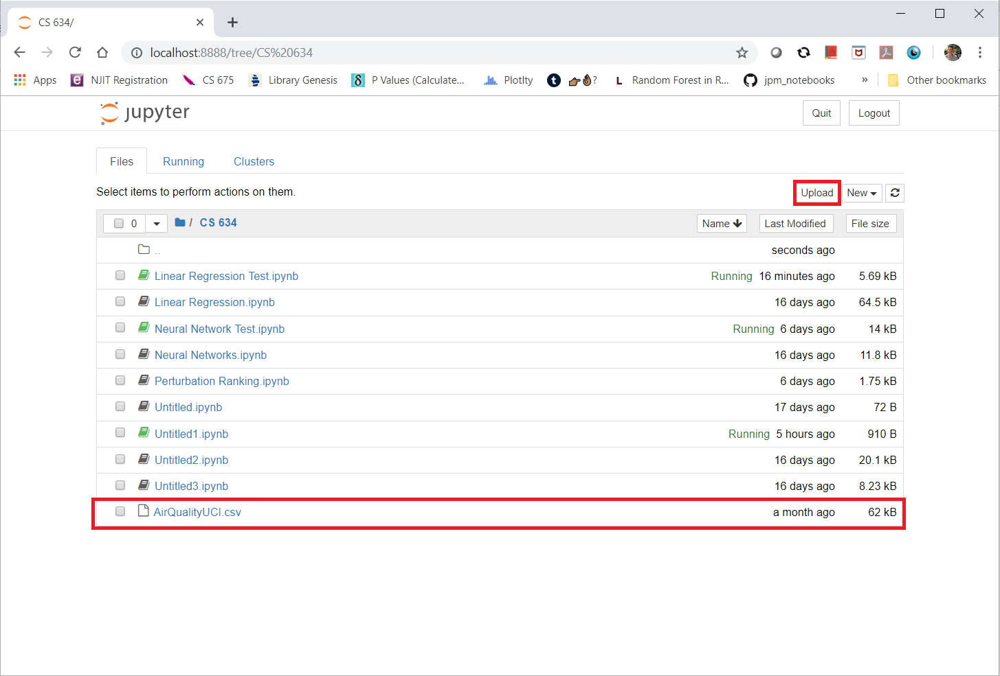 CS 634/
localhost:8888/tree/CS%20634
Apps NJIT Registration CS 675 Library Genesis P Values (Calculate... Plotlty ? L Random Forest in R... jpm_notebooks » Other bookmarks
jupyter Quit Logout
Files Running Clusters
Select items to perform actions on them. Upload New
0 / CS 634 Name Last Modified File size
.. seconds ago
Linear Regression Test.ipynb Running 16 minutes ago 5.69 kB
Linear Regression.ipynb 16 days ago 64.5 kB
Neural Network Test.ipynb Running 6 days ago 14 kB
Neural Networks.ipynb 16 days ago 11.8 kB
Perturbation Ranking.ipynb 6 days ago 1.75 kB
Untitled.ipynb 17 days ago 72 B
Untitled1.ipynb Running 5 hours ago 910 B
Untitled2.ipynb 16 days ago 20.1 kB
Untitled3.ipynb 16 days ago 8.23 kB
AirQualityUCI.csv a month ago 62 kB